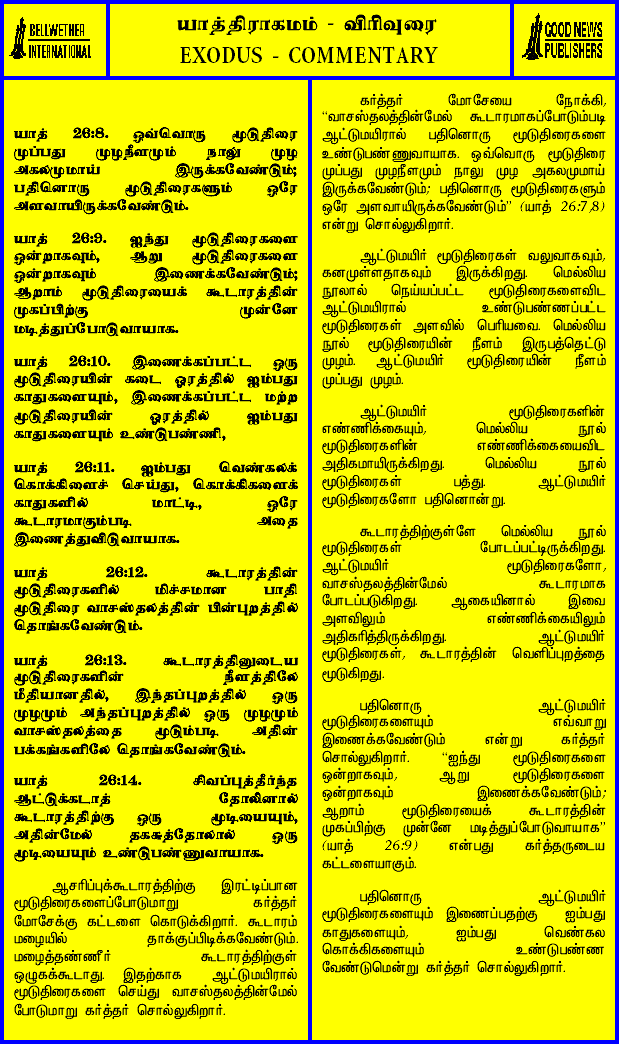 BELLWETHER
INTERNATIONAL
யாத்திராகமம் - விரிவுரை
EXODUS - COMMENTARY
GOOD NEWS
PUBLISHERS
யாத் 26:8. ஒவ்வொரு மூடுதிரை
முப்பது முழநீளமும் நாலு முழ
அகலமுமாய் இருக்கவேண்டும்;
பதினொரு மூடுதிரைகளும் ஒரே
அளவாயிருக்கவேண்டும்.
யாத் 26:9. ஐந்து மூடுதிரைகளை
ஒன்றாகவும், ஆறு மூடுதிரைகளை
ஒன்றாகவும் இணைக்கவேண்டும்;
ஆறாம் மூடுதிரையைக் கூடாரத்தின்
முகப்பிற்கு முன்னே
மடித்துப்போடுவாயாக.
யாத் 26:10. இணைக்கப்பட்ட ஒரு
மூடுதிரையின் கடை ஓரத்தில் ஐம்பது
காதுகளையும், இணைக்கப்பட்ட மற்ற
மூடுதிரையின் ஓரத்தில் ஐம்பது
காதுகளையும் உண்டுபண்ணி,
யாத் 26:11. ஐம்பது வெண்கலக்
கொக்கிகளைச் செய்து, கொக்கிகளைக்
காதுகளில் மாட்டி, ஒரே
கூடாரமாகும்படி அதை
இணைத்துவிடுவாயாக.
யாத் 26:12. கூடாரத்தின்
மூடுதிரைகளில் மிச்சமான பாதி
மூடுதிரை வாசஸ்தலத்தின் பின்புறத்தில்
தொங்கவேண்டும்.
யாத் 26:13. கூடாரத்தினுடைய
மூடுதிரைகளின் நீளத்திலே
மீதியானதில், இந்தப்புறத்தில் ஒரு
முழமும் அந்தப்புறத்தில் ஒரு முழமும்
வாசஸ்தலத்தை மூடும்படி அதின்
பக்கங்களிலே தொங்கவேண்டும்.
யாத் 26:14. சிவப்புத்தீர்ந்த
ஆட்டுக்கடாத் தோலினால்
கூடாரத்திற்கு ஒரு மூடியையும்,
அதின்மேல் தகசுத்தோலால் ஒரு
மூடியையும் உண்டுபண்ணுவாயாக.
ஆசரிப்புக்கூடாரத்திற்கு இரட்டிப்பான
மூடுதிரைகளைப்போடுமாறு கர்த்தர்
மோசேக்கு கட்டளை கொடுக்கிறார். கூடாரம்
மழையில் தாக்குப்பிடிக்கவேண்டும்.
மழைத்தண்ணீர் கூடாரத்திற்குள்
ஒழுகக்கூடாது. இதற்காக ஆட்டுமயிரால்
மூடுதிரைகளை செய்து வாசஸ்தலத்தின்மேல்
போடுமாறு கர்த்தர் சொல்லுகிறார்.
கர்த்தர் மோசேயை நோக்கி,
“வாசஸ்தலத்தின்மேல் கூடாரமாகப்போடும்படி
ஆட்டுமயிரால் பதினொரு மூடுதிரைகளை
உண்டுபண்ணுவாயாக. ஒவ்வொரு மூடுதிரை
முப்பது முழநீளமும் நாலு முழ அகலமுமாய்
இருக்கவேண்டும்; பதினொரு மூடுதிரைகளும்
ஒரே அளவாயிருக்கவேண்டும்” (யாத் 26:7,8)
என்று சொல்லுகிறார்.
ஆட்டுமயிர் மூடுதிரைகள் வலுவாகவும்,
கனமுள்ளதாகவும் இருக்கிறது. மெல்லிய
நூலால் நெய்யப்பட்ட மூடுதிரைகளைவிட
ஆட்டுமயிரால் உண்டுபண்ணப்பட்ட
மூடுதிரைகள் அளவில் பெரியவை. மெல்லிய
நூல் மூடுதிரையின் நீளம் இருபத்தெட்டு
முழம். ஆட்டுமயிர் மூடுதிரையின் நீளம்
முப்பது முழம்.
ஆட்டுமயிர் மூடுதிரைகளின்
எண்ணிக்கையும், மெல்லிய நூல்
மூடுதிரைகளின் எண்ணிக்கையைவிட
அதிகமாயிருக்கிறது. மெல்லிய நூல்
மூடுதிரைகள் பத்து. ஆட்டுமயிர்
மூடுதிரைகளோ பதினொன்று.
கூடாரத்திற்குள்ளே மெல்லிய நூல்
மூடுதிரைகள் போடப்பட்டிருக்கிறது.
ஆட்டுமயிர் மூடுதிரைகளோ,
வாசஸ்தலத்தின்மேல் கூடாரமாக
போடப்படுகிறது. ஆகையினால் இவை
அளவிலும் எண்ணிக்கையிலும்
அதிகரித்திருக்கிறது. ஆட்டுமயிர்
மூடுதிரைகள், கூடாரத்தின் வெளிப்புறத்தை
மூடுகிறது.
பதினொரு ஆட்டுமயிர்
மூடுதிரைகளையும் எவ்வாறு
இணைக்கவேண்டும் என்று கர்த்தர்
சொல்லுகிறார். “ஐந்து மூடுதிரைகளை
ஒன்றாகவும், ஆறு மூடுதிரைகளை
ஒன்றாகவும் இணைக்கவேண்டும்;
ஆறாம் மூடுதிரையைக் கூடாரத்தின்
முகப்பிற்கு முன்னே மடித்துப்போடுவாயாக”
(யாத் 26:9) என்பது கர்த்தருடைய
கட்டளையாகும்.
பதினொரு ஆட்டுமயிர்
மூடுதிரைகளையும் இணைப்பதற்கு ஐம்பது
காதுகளையும், ஐம்பது வெண்கல
கொக்கிகளையும் உண்டுபண்ண
வேண்டுமென்று கர்த்தர் சொல்லுகிறார்.